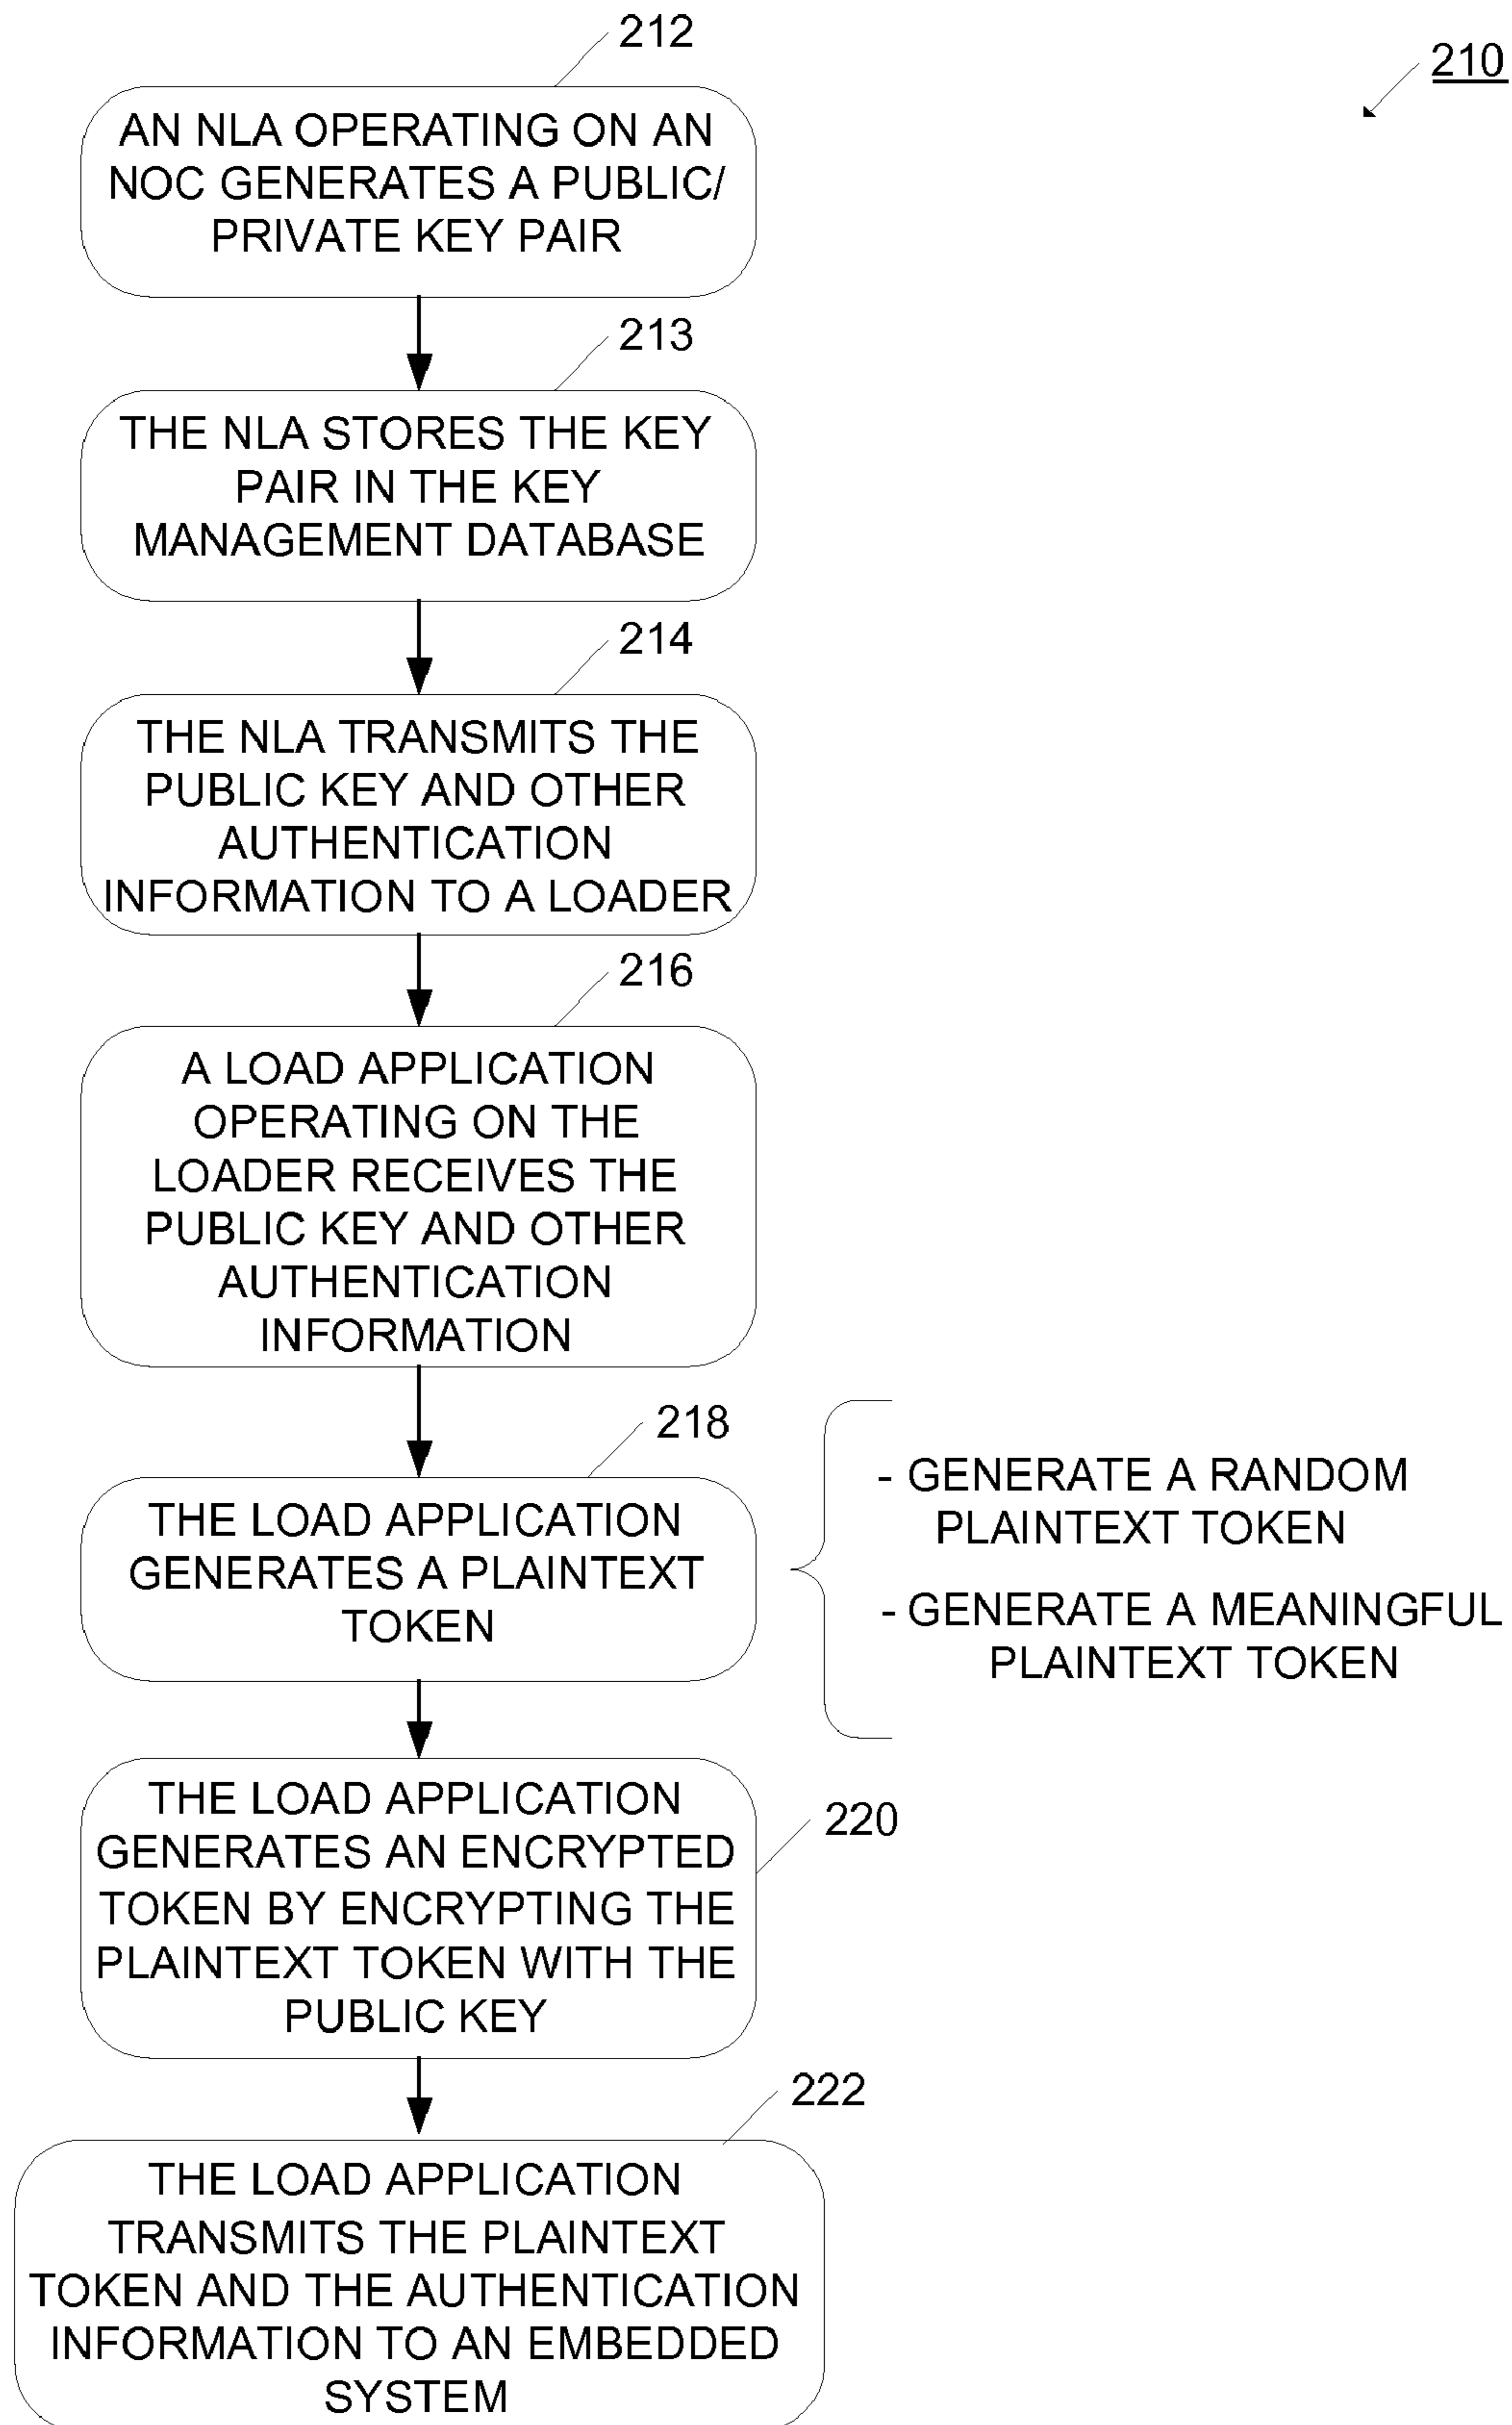 212
210
AN NLA OPERATING ON AN
NOC GENERATES A PUBLIC/
PRIVATE KEY PAIR
213
THE NLA STORES THE KEY
PAIR IN THE KEY
MANAGEMENT DATABASE
214
THE NLA TRANSMITS THE
PUBLIC KEY AND OTHER
AUTHENTICATION
INFORMATION TO A LOADER
216
A LOAD APPLICATION
OPERATING ON THE
LOADER RECEIVES THE
PUBLIC KEY AND OTHER
AUTHENTICATION
INFORMATION
218
THE LOAD APPLICATION
GENERATES A PLAINTEXT
TOKEN
- GENERATE A RANDOM
PLAINTEXT TOKEN
- GENERATE A MEANINGFUL
PLAINTEXT TOKEN
220
THE LOAD APPLICATION
GENERATES AN ENCRYPTED
TOKEN BY ENCRYPTING THE
PLAINTEXT TOKEN WITH THE
PUBLIC KEY
222
THE LOAD APPLICATION
TRANSMITS THE PLAINTEXT
TOKEN AND THE AUTHENTICATION
INFORMATION TO AN EMBEDDED
SYSTEM